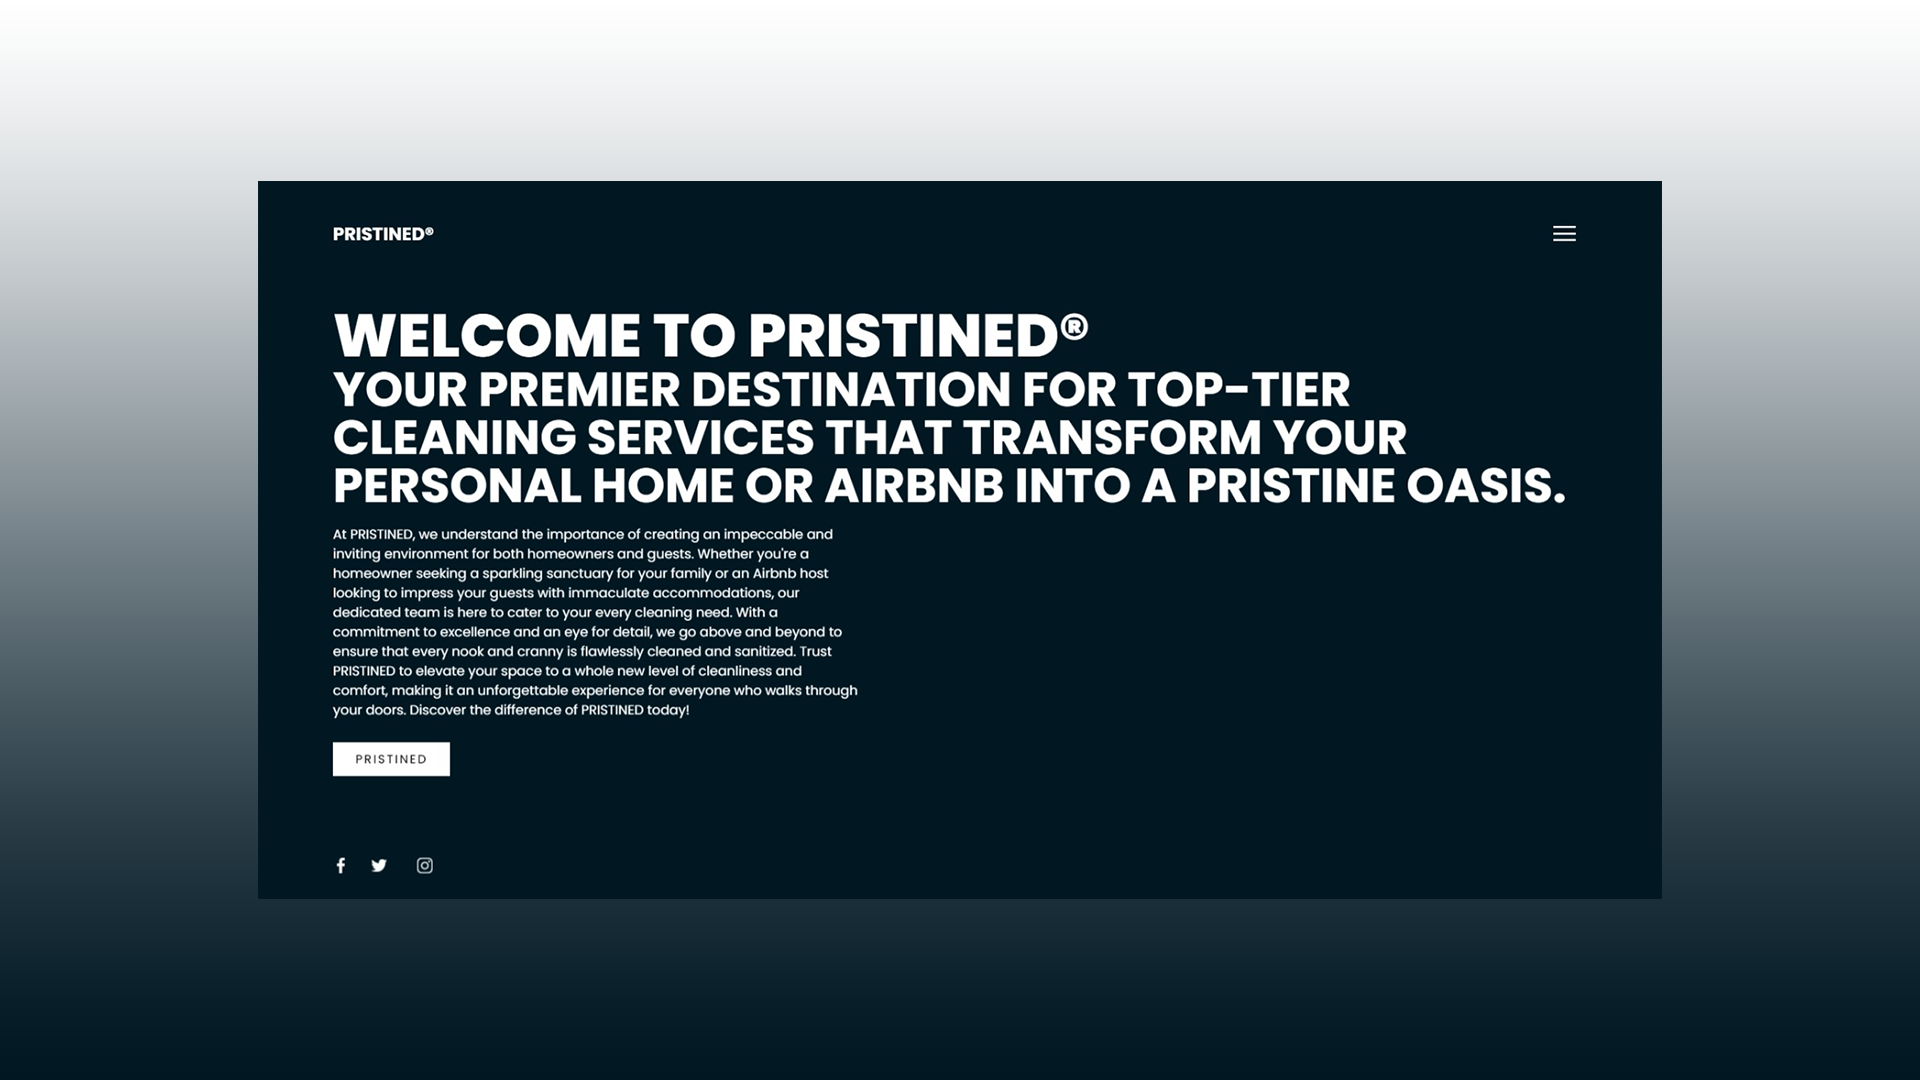 PRISTINED®
WELCOME TO PRISTINED®
YOUR PREMIER DESTINATION FOR TOP-TIER
CLEANING SERVICES THAT TRANSFORM YOUR
PERSONAL HOME OR AIRBNB INTO A PRISTINE OASIS.
At PRISTINED, we understand the importance of creating an impeccable and
inviting environment for both homeowners and guests. Whether you're a
homeowner seeking a sparkling sanctuary for your family or an Airbnb host
looking to impress your guests with immaculate accommodations, our
dedicated team is here to cater to your every cleaning need. With a
commitment to excellence and an eye for detail, we go above and beyond to
ensure that every nook and cranny is flawlessly cleaned and sanitized. Trust
PRISTINED to elevate your space to a whole new level of cleanliness and
comfort, making it an unforgettable experience for everyone who walks through
your doors. Discover the difference of PRISTINED today!
PRISTINED